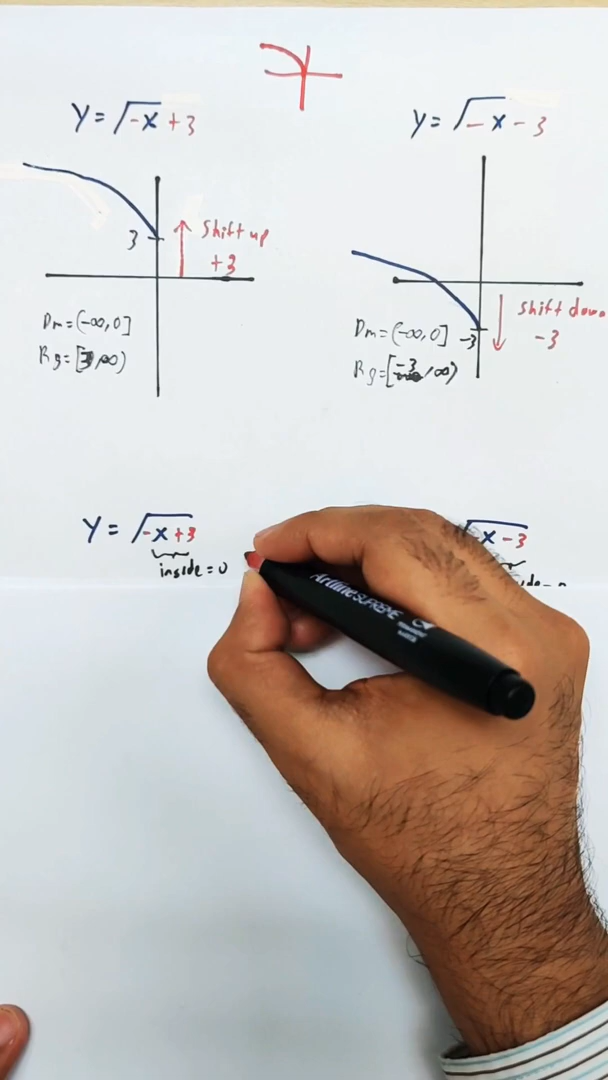 y = √-x +3
y = √-x - 3
3
shift up
+3
Dm = (-∞, 0]
Rg = [3, ∞)
shift down
-3
-3
Dm = (-∞, 0]
Rg = [-3, ∞)
y = √-x +3
inside = 0
√-x -3
Artline SUPREME